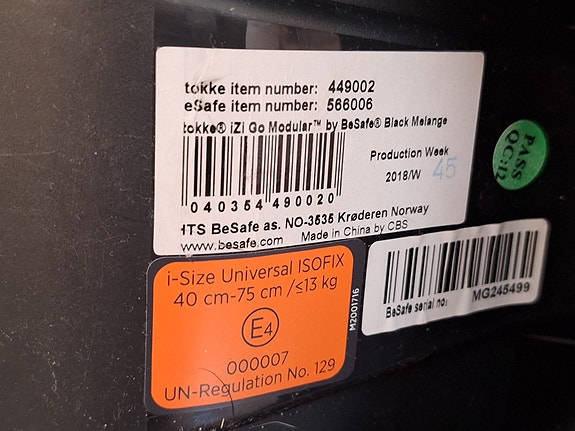 tokke item number: 449002
eSafe item number: 566006
tokke® iZi Go Modular™ by BeSafe® Black Melange
Production Week
2018/W 45
0 40354 490020
HTS BeSafe as. NO-3535 Krøderen Norway
www.besafe.com Made in China by CBS
PASS
QC:12
i-Size Universal ISOFIX
40 cm-75 cm /≤13 kg
E4
000007
UN-Regulation No. 129
M2001716
BeSafe serial no: MG245499